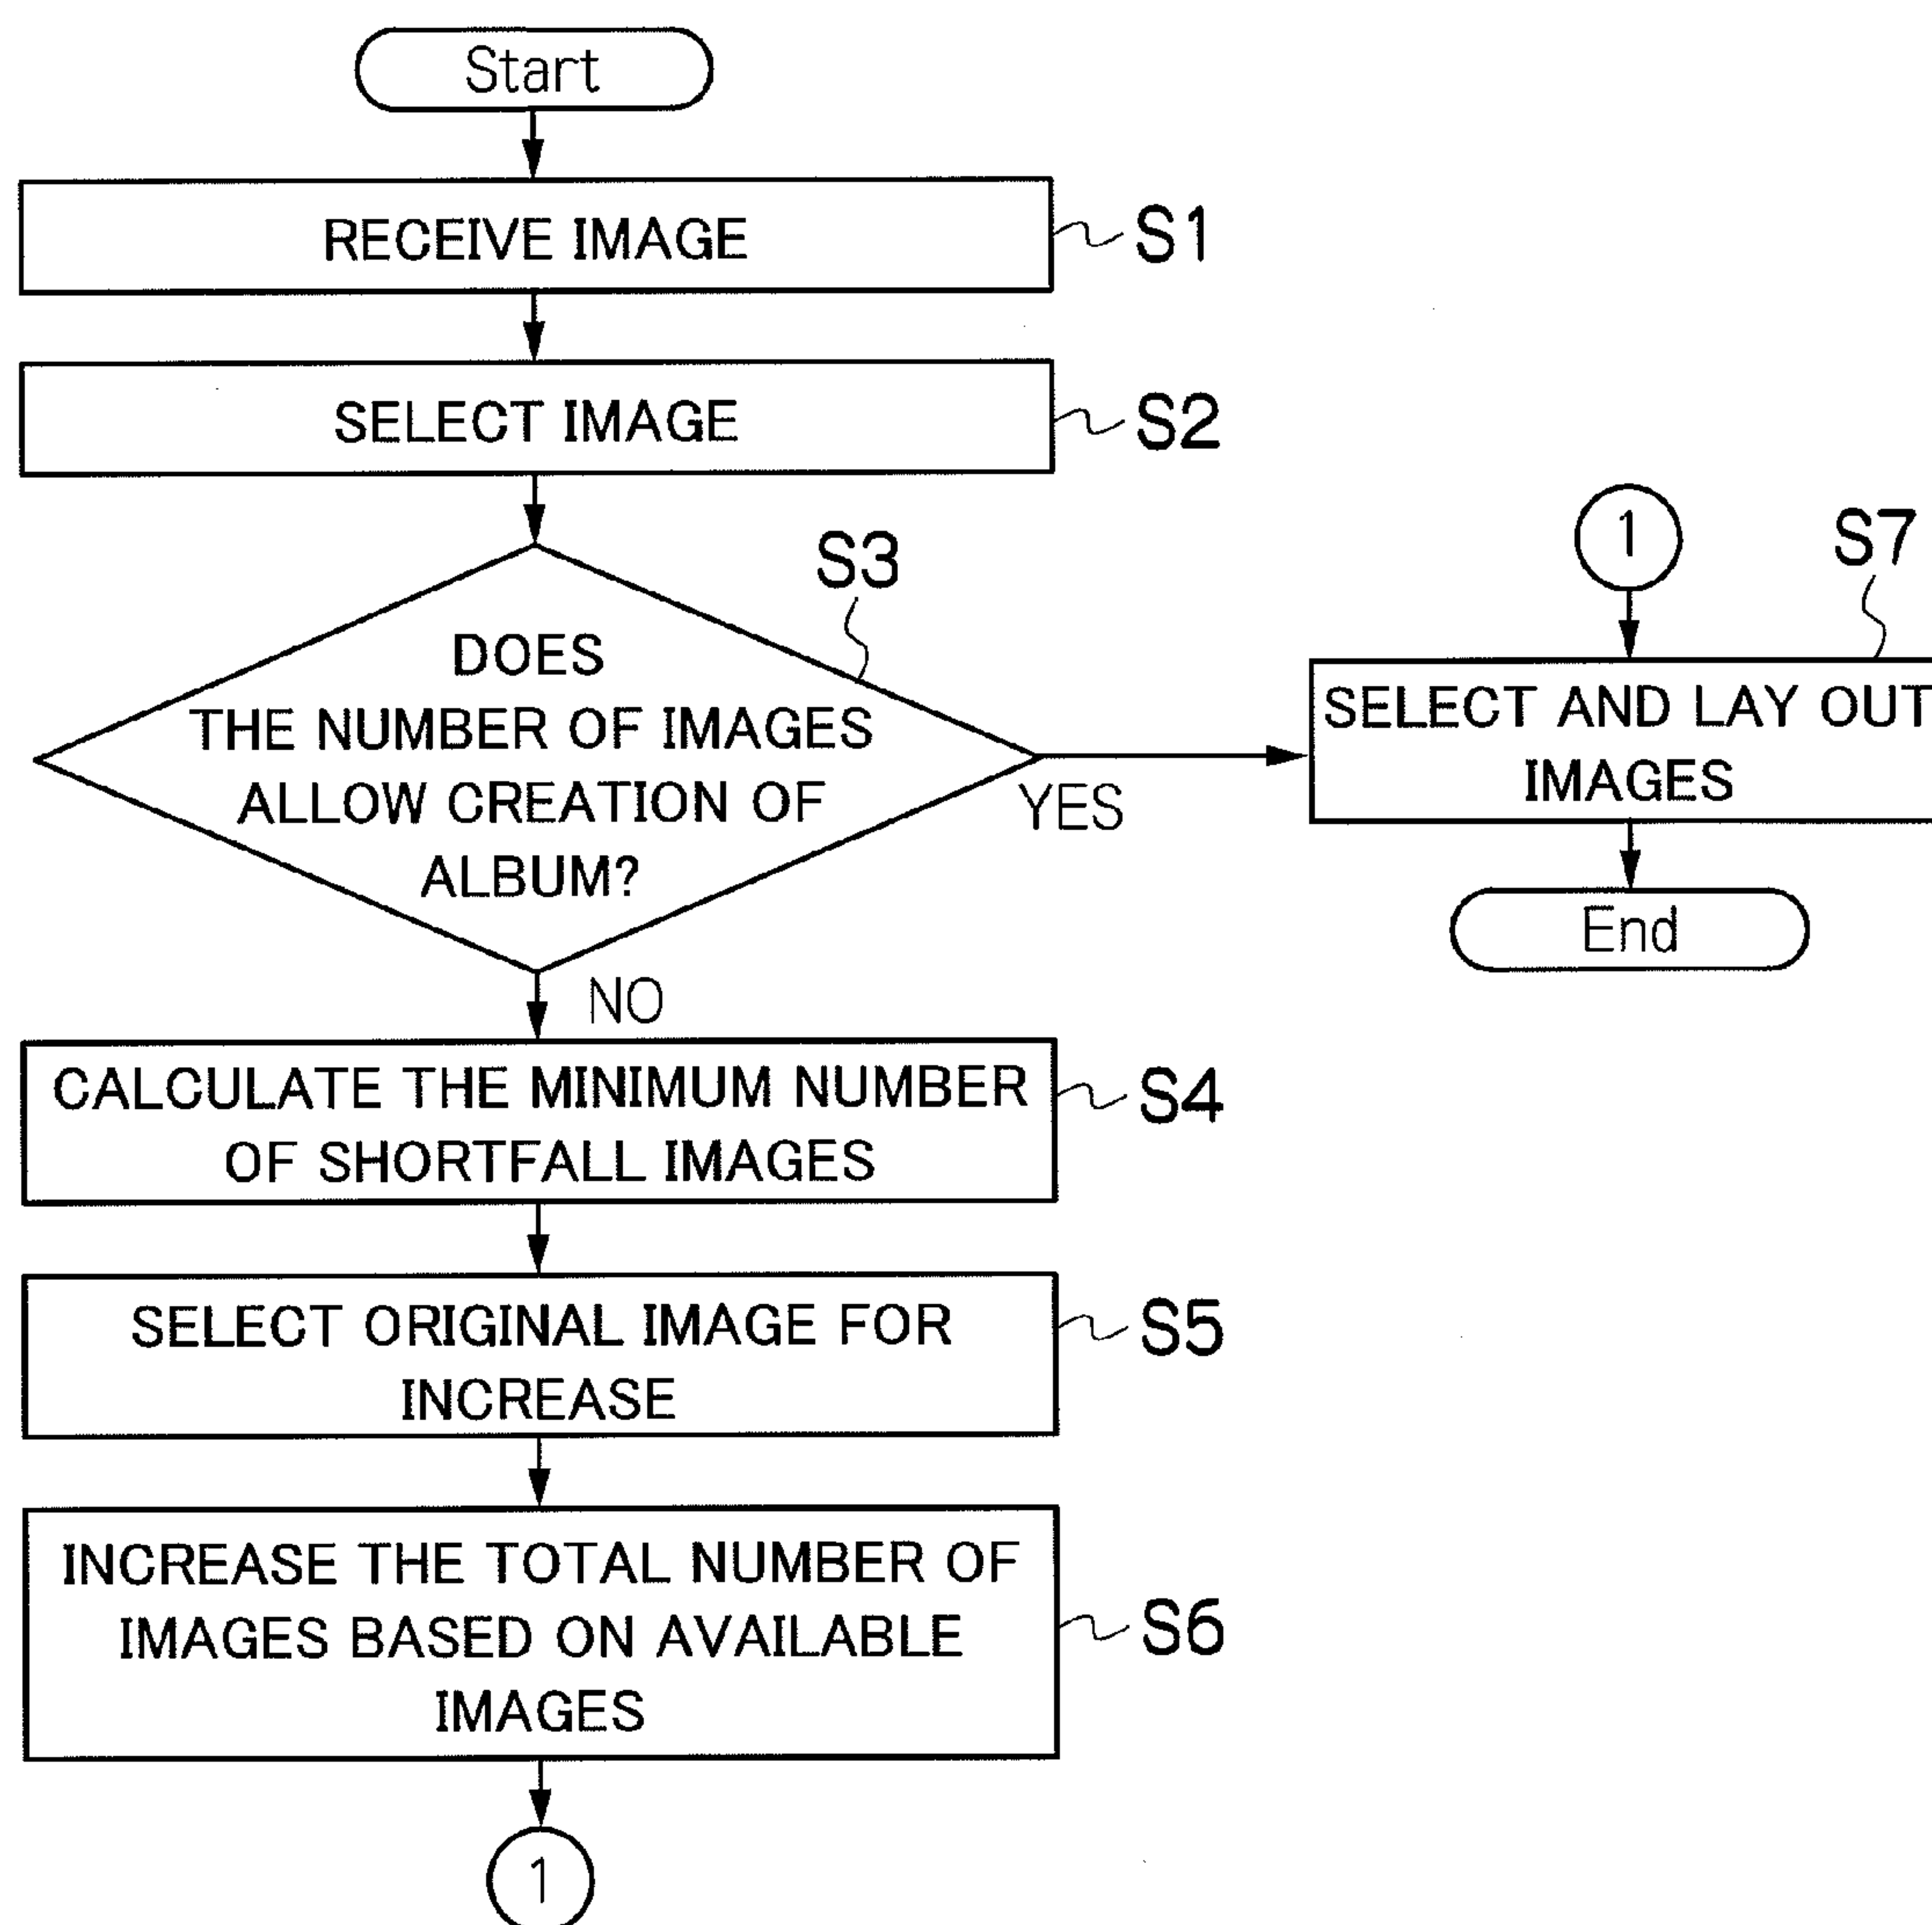 Start
RECEIVE IMAGE
S1
SELECT IMAGE
S2
S3
DOES
THE NUMBER OF IMAGES
ALLOW CREATION OF
ALBUM?
YES
NO
CALCULATE THE MINIMUM NUMBER
OF SHORTFALL IMAGES
S4
SELECT ORIGINAL IMAGE FOR
INCREASE
S5
INCREASE THE TOTAL NUMBER OF
IMAGES BASED ON AVAILABLE
IMAGES
S6
1
1
S7
SELECT AND LAY OUT
IMAGES
End